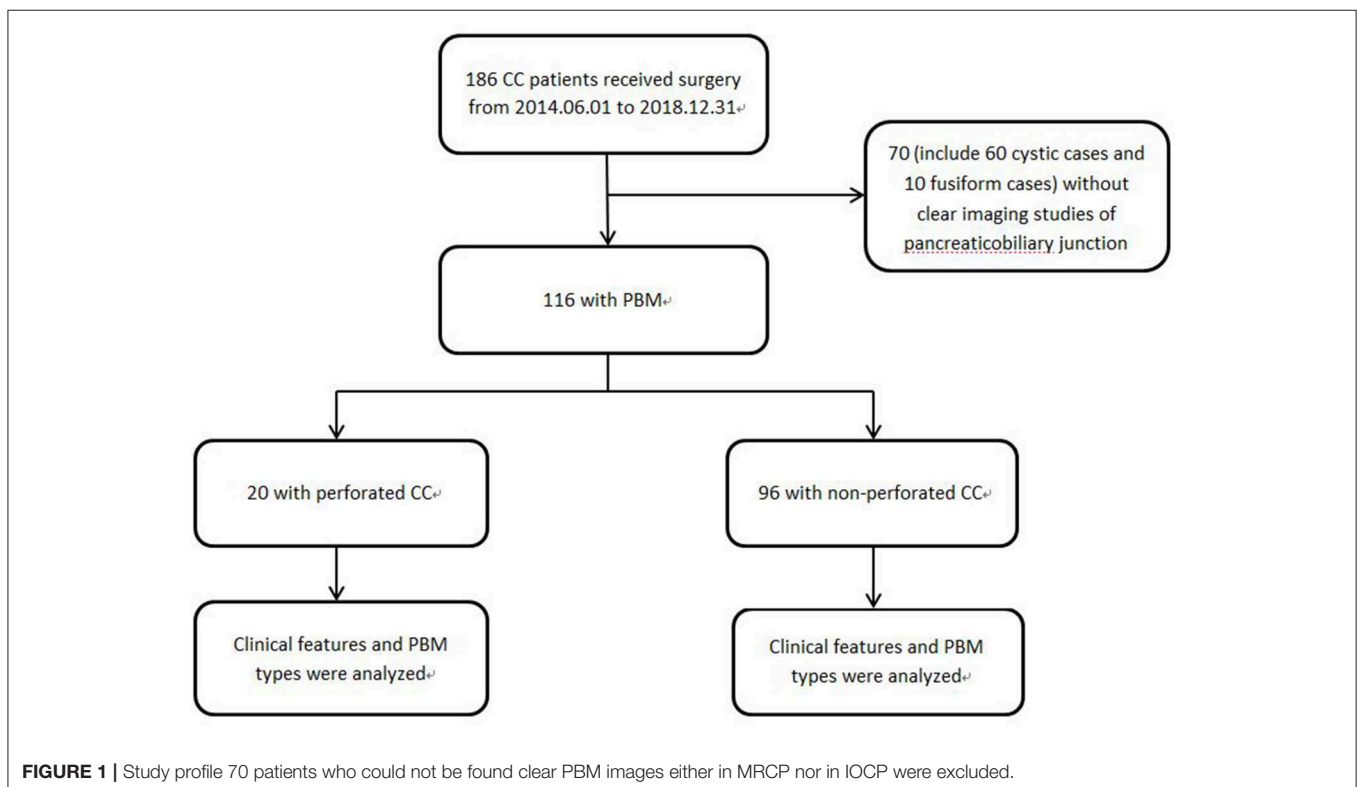 186 CC patients received surgery
from 2014.06.01 to 2018.12.31↵
70 (include 60 cystic cases and
10 fusiform cases) without
clear imaging studies of
pancreaticobiliary junction
116 with PBM↵
20 with perforated CC↵
96 with non-perforated CC↵
Clinical features and PBM
types were analyzed↵
Clinical features and PBM
types were analyzed↵
FIGURE 1 | Study profile 70 patients who could not be found clear PBM images either in MRCP nor in IOCP were excluded.